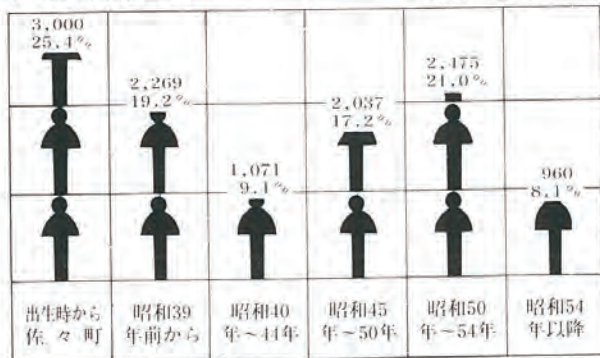 3,000
25.4%
2,269
19.2%
1,071
9.1%
2,037
17.2%
2,475
21.0%
960
8.1%
出生時から
佐々町
昭和39
年前から
昭和40
年~44年
昭和45
年~50年
昭和50
年~54年
昭和54
年以降